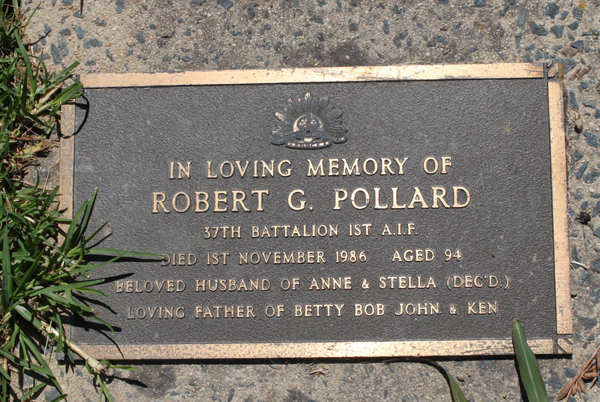 IN LOVING MEMORY OF
ROBERT G. POLLARD
37TH BATTALION 1ST A.I.F.
DIED 1ST NOVEMBER 1986 AGED 94
BELOVED HUSBAND OF ANNE & STELLA (DEC'D.)
LOVING FATHER OF BETTY BOB JOHN & KEN